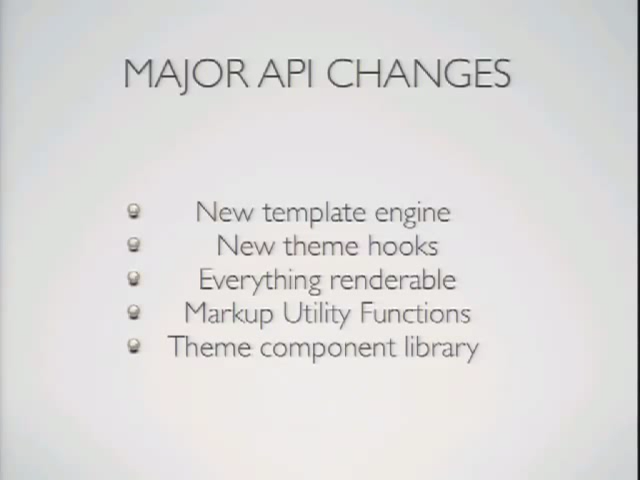 MAJOR API CHANGES
New template engine
New theme hooks
Everything renderable
Markup Utility Functions
Theme component library